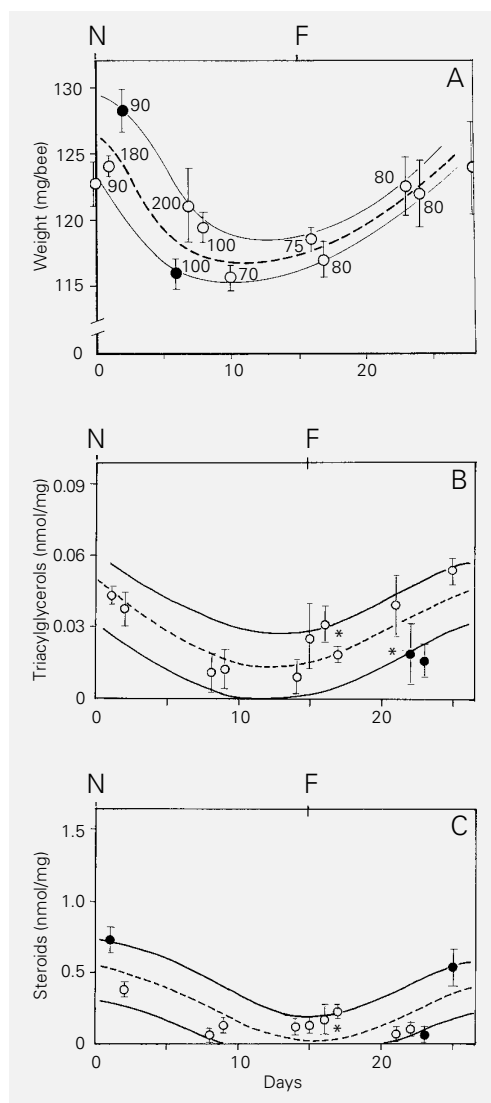 N F
A
130
90
180
125
90
Weight (mg/bee)
200
100
80
80
120
75
100
70
80
115
0
0 10 20
N F
B
0.09
Triacylglycerols (nmol/mg)
0.06
0.03
*
*
0
0 10 20
N F
C
1.5
Steroids (nmol/mg)
1.0
0.5
*
0
0 10 20
Days